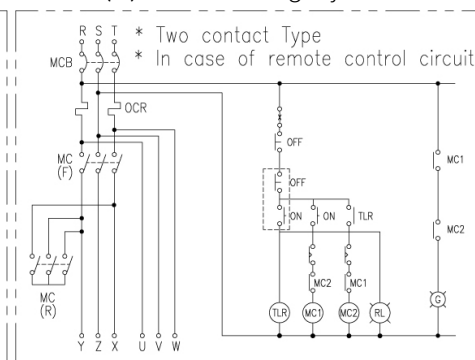 R S T
* Two contact Type
* In case of remote control circuit
MCB
OCR
OFF
MC
(F)
MC1
OFF
ON
ON
TLR
MC2
MC2
MC1
MC
(R)
TLR
MC1
MC2
RL
G
Y Z X U V W